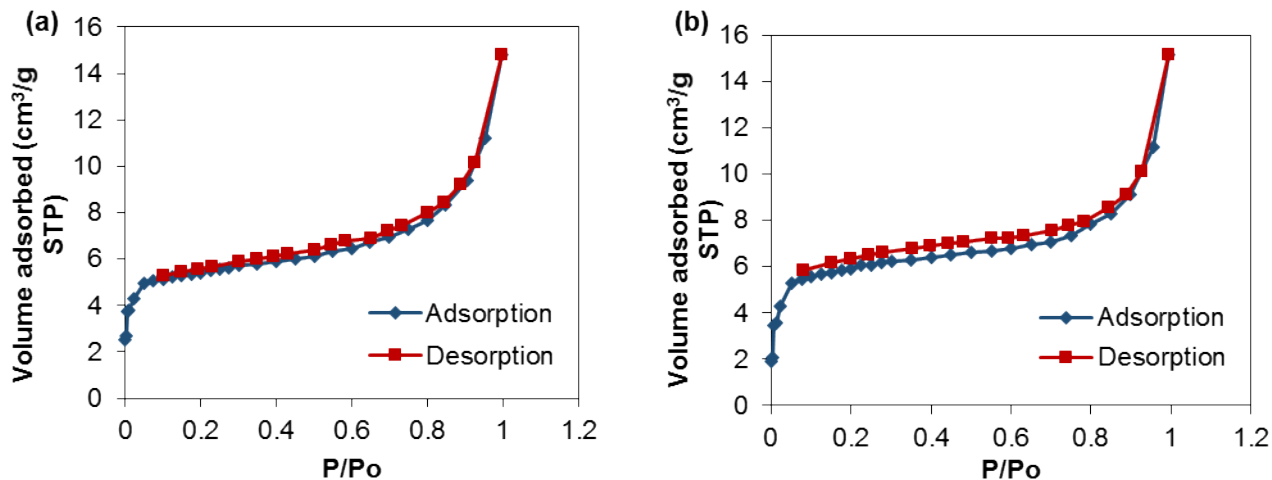 (a)
Volume adsorbed (cm³/g
STP)
16
14
12
10
8
6
4
2
0
0 0.2 0.4 0.6 0.8 1 1.2
P/Po
Adsorption
Desorption
(b)
Volume adsorbed (cm³/g
STP)
16
14
12
10
8
6
4
2
0
0 0.2 0.4 0.6 0.8 1 1.2
P/Po
Adsorption
Desorption